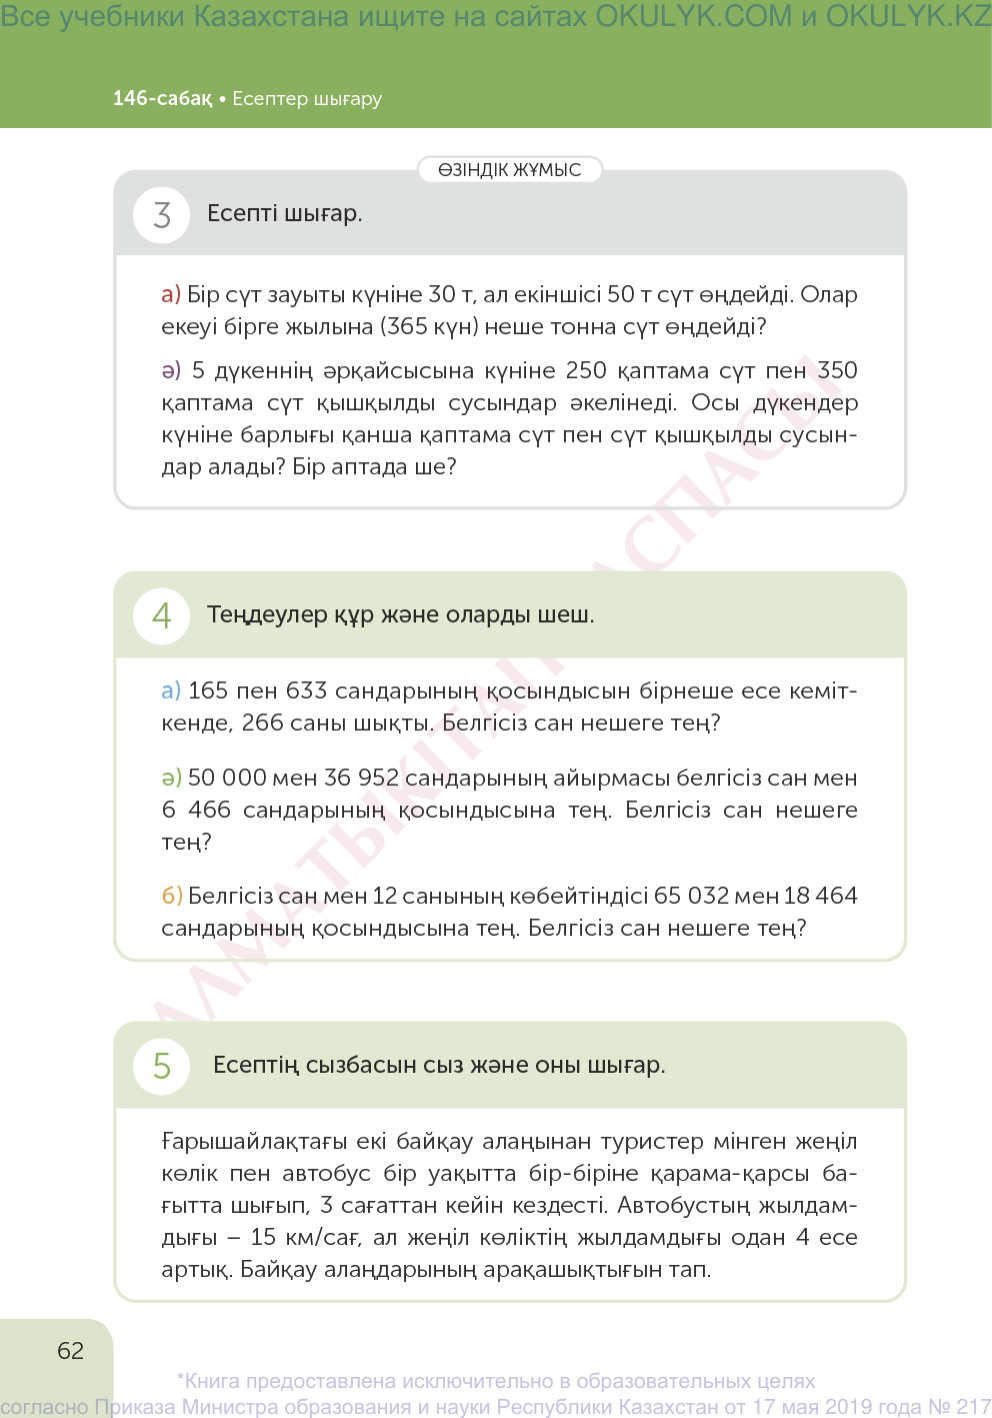 Все учебники Казахстана ищите на сайтах OKULYK.COM и OKULYK.KZ
146-сабақ • Есептер шығару
ӨЗІНДІК ЖҰМЫС
3 Есепті шығар.
а) Бір сүт зауыты күніне 30 т, ал екіншісі 50 т сүт өңдейді. Олар
екеуі бірге жылына (365 күн) неше тонна сүт өңдейді?
ә) 5 дүкеннің әрқайсысына күніне 250 қаптама сүт пен 350
қаптама сүт қышқылды сусындар әкелінеді. Осы дүкендер
күніне барлығы қанша қаптама сүт пен сүт қышқылды сусын-
дар алады? Бір аптада ше?
4 Теңдеулер құр және оларды шеш.
а) 165 пен 633 сандарының қосындысын бірнеше есе кеміт-
кенде, 266 саны шықты. Белгісіз сан нешеге тең?
ә) 50 000 мен 36 952 сандарының айырмасы белгісіз сан мен
6 466 сандарының қосындысына тең. Белгісіз сан нешеге
тең?
б) Белгісіз сан мен 12 санының көбейтіндісі 65 032 мен 18 464
сандарының қосындысына тең. Белгісіз сан нешеге тең?
5 Есептің сызбасын сыз және оны шығар.
Ғарышайлақтағы екі байқау алаңынан туристер мінген жеңіл
көлік пен автобус бір уақытта бір-біріне қарама-қарсы ба-
ғытта шығып, 3 сағаттан кейін кездесті. Автобустың жылдам-
дығы – 15 км/сағ, ал жеңіл көліктің жылдамдығы одан 4 есе
артық. Байқау алаңдарының арақашықтығын тап.
62
*Книга предоставлена исключительно в образовательных целях
согласно Приказа Министра образования и науки Республики Казахстан от 17 мая 2019 года № 217